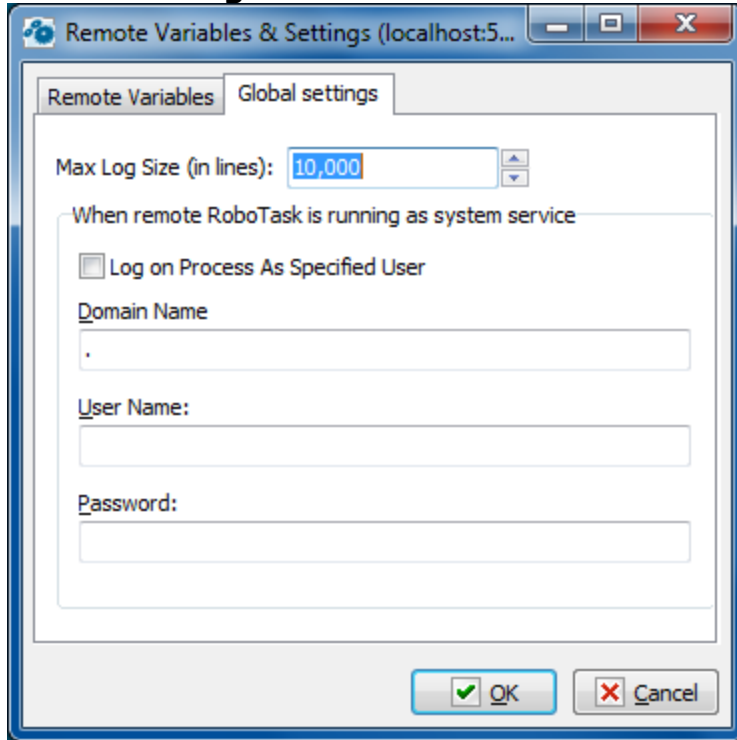 Remote Variables & Settings (localhost:5...
Remote Variables
Global settings
Max Log Size (in lines):
10,000
When remote RoboTask is running as system service
Log on Process As Specified User
Domain Name
.
User Name:
Password:
OK
Cancel